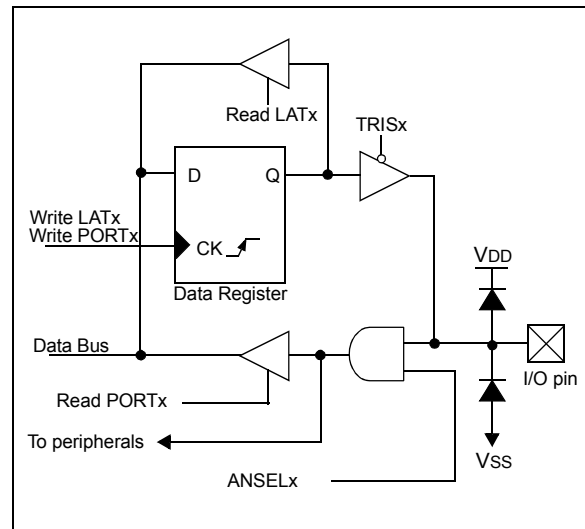 Read LATx
TRISx
D Q
Write LATx
Write PORTx
CK
Data Register
VDD
Data Bus
I/O pin
Read PORTx
To peripherals
VSS
ANSELx